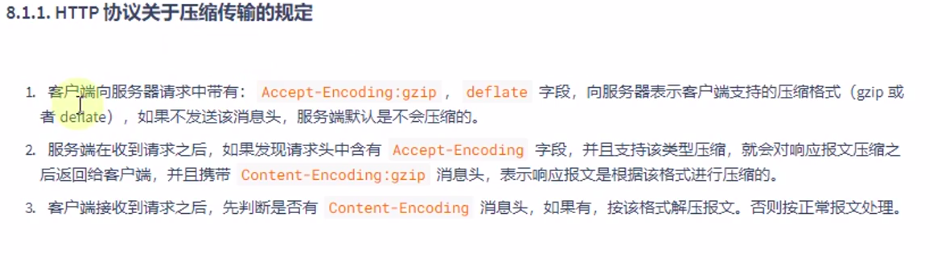 8.1.1. HTTP 协议关于压缩传输的规定
1. 客户端向服务器请求中带有: Accept-Encoding:gzip , deflate 字段，向服务器表示客户端支持的压缩格式（gzip 或
者 deflate），如果不发送该消息头，服务端默认是不会压缩的。
2. 服务端在收到请求之后，如果发现请求头中含有 Accept-Encoding 字段，并且支持该类型压缩，就会对响应报文压缩之
后返回给客户端，并且携带 Content-Encoding:gzip 消息头，表示响应报文是根据该格式进行压缩的。
3. 客户端接收到请求之后，先判断是否有 Content-Encoding 消息头，如果有，按该格式解压报文。否则按正常报文处理。